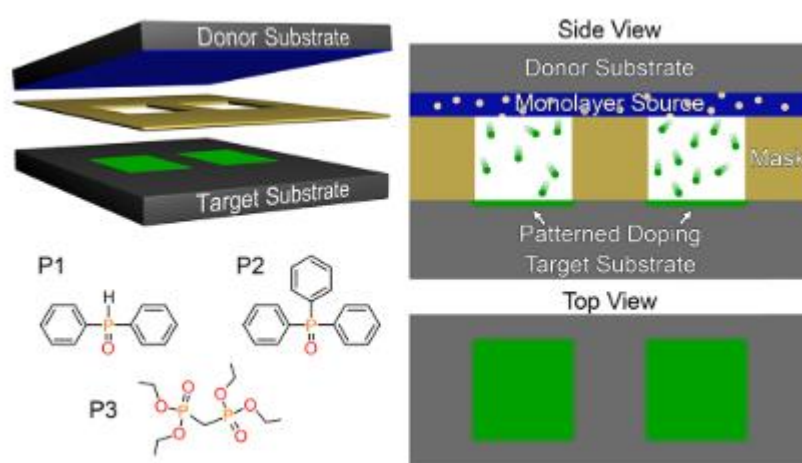 Donor Substrate
Target Substrate
P1
H
P
O
P2
P
O
P3
O
O
P
P
O
O
O
O
Side View
Donor Substrate
Monolayer Source
Mask
Patterned Doping
Target Substrate
Top View